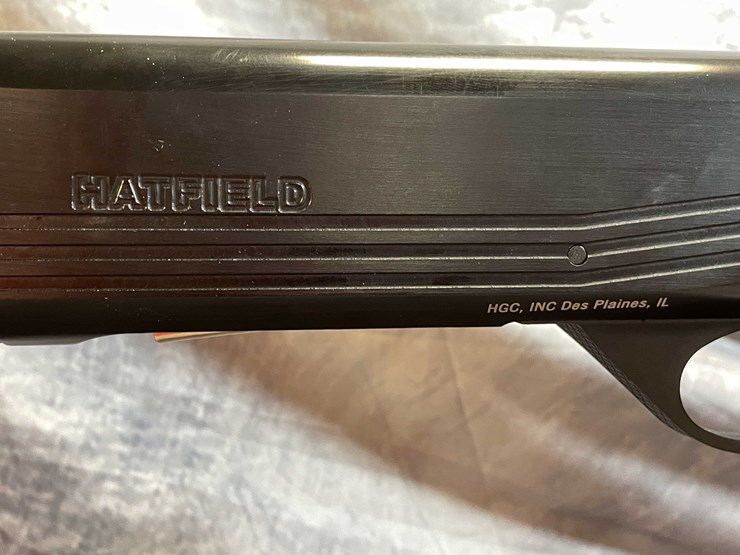 HATFIELD
HGC, INC Des Plaines, IL